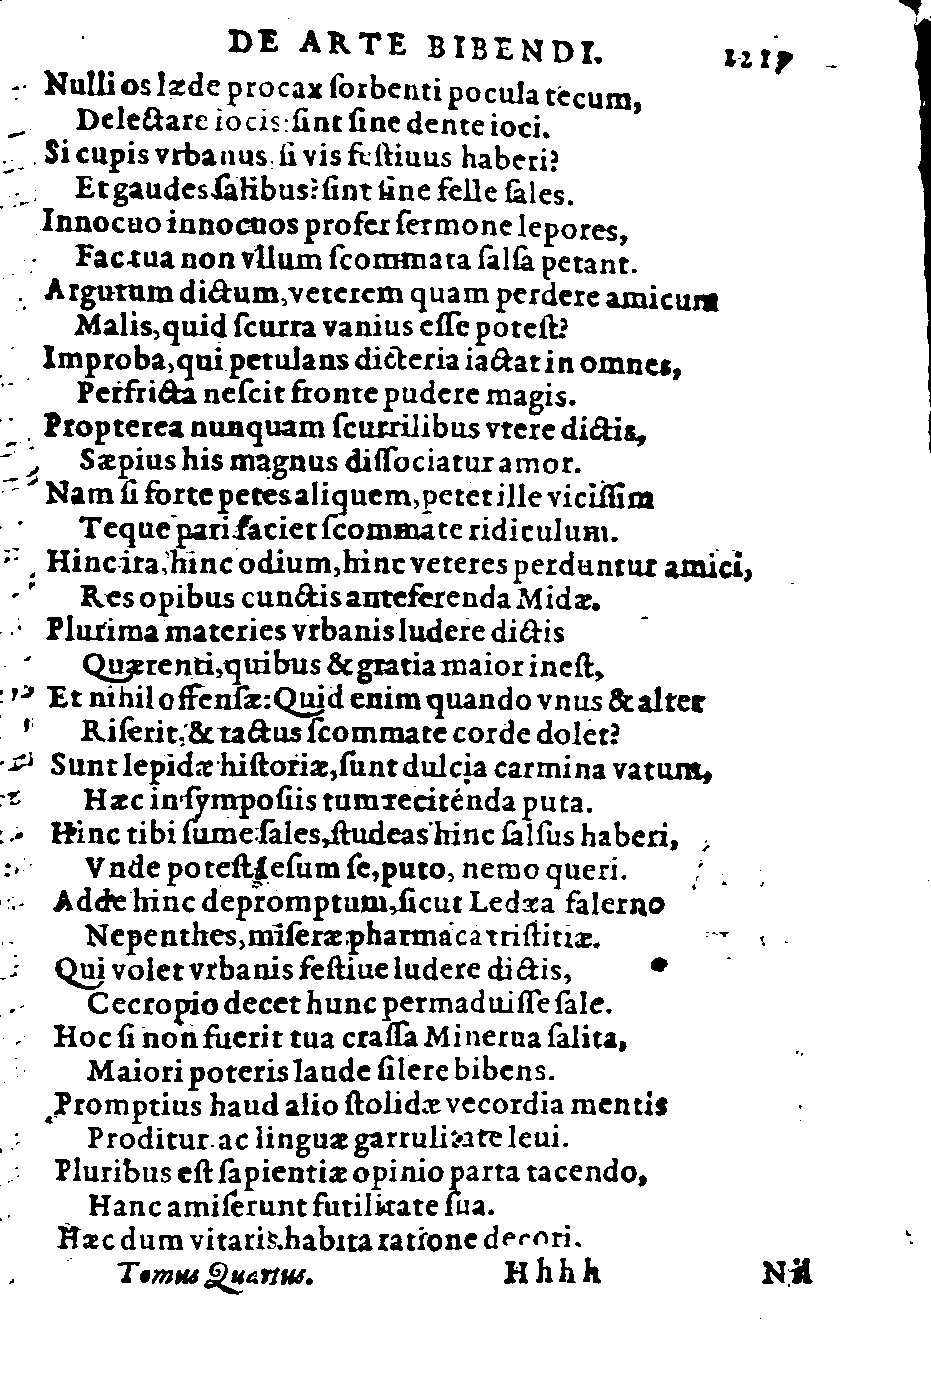 DE ARTE BIBENDI. 1217
Nulli os læde procax ſorbenti pocula tecum,
Delectare iocis: ſint ſine dente ioci.
Si cupis vrbanus ſi vis feſtiuus haberi?
Et gaudes ſalibus? ſint ſine felle ſales.
Innocuo innocuos profer ſermone lepores,
Fac tua non vllum ſcommata ſalſa petant.
Argutum dictum, veterem quam perdere amicum
Malis, quid ſcurra vanius eſſe poteſt?
Improba, qui petulans dicteria iactat in omnes,
Perfricta neſcit fronte pudere magis.
Propterea nunquam ſcurrilibus vtere dictis,
Sæpius his magnus diſſociatur amor.
Nam ſi forte petes aliquem, petet ille viciſſim
Teque pari faciet ſcommate ridiculum.
Hinc ira, hinc odium, hinc veteres perduntur amici,
Res opibus cunctis anteferenda Midæ.
Plurima materies vrbanis ludere dictis
Quærenti, quibus & gratia maior ineſt,
Et nihil offenſæ: Quid enim quando vnus & alter
Riſerit, & tactus ſcommate corde dolet?
Sunt lepidæ hiſtoriæ, ſunt dulcia carmina vatum,
Hæc in ſympoſiis tum reciténda puta.
Hinc tibi ſume ſales, ſtudeas hinc ſalſus haberi,
Vnde poteſt leſum ſe, puto, nemo queri.
Adde hinc depromptum, ſicut Ledæa falerno
Nepenthes, miſeræ pharmaca triſtitiæ.
Qui volet vrbanis feſtiue ludere dictis,
Cecropio decet hunc permaduiſſe ſale.
Hoc ſi non fuerit tua craſſa Minerua ſalita,
Maiori poteris laude ſilere bibens.
Promptius haud alio ſtolidæ vecordia mentis
Proditur ac linguæ garrulitate leui.
Pluribus eſt ſapientiæ opinio parta tacendo,
Hanc amiſerunt futilitate ſua.
Hæc dum vitaris, habita ratione decori.
Tomus Quartus. Hhhh Nil